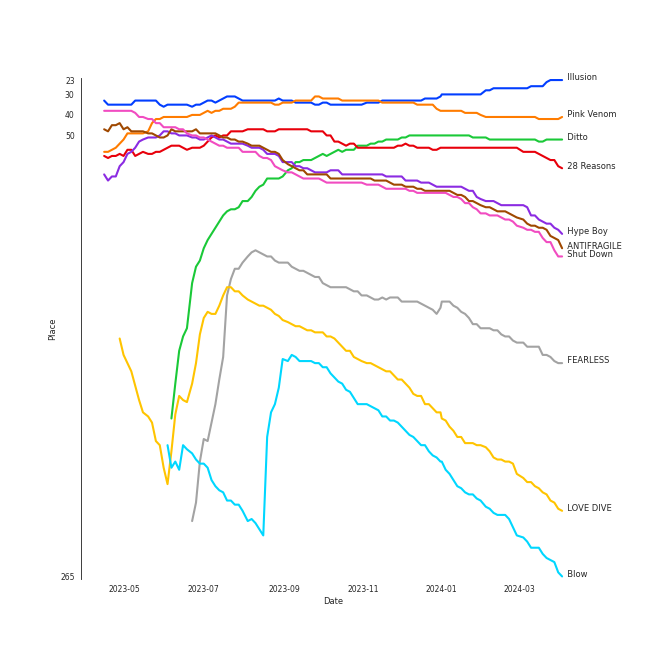 23
30
40
50
265
Place
Illusion
Pink Venom
Ditto
28 Reasons
Hype Boy
ANTIFRAGILE
Shut Down
FEARLESS
LOVE DIVE
Blow
2023-05
2023-07
2023-09
2023-11
2024-01
2024-03
Date